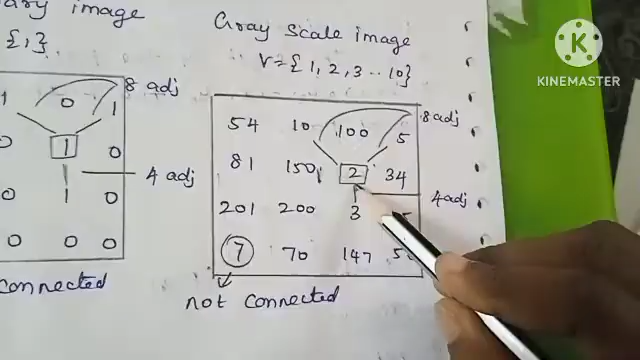 ary image
{1}
1 0 1
8 adj
0 1 0
4 adj
0 1 0
0 0 0
connected
Gray scale image
V = {1, 2, 3 .. 10}
54 10 100 5
8 adj
81 150 2 34
4 adj
201 200 3
7 70 147 5
not connected
KINEMASTER